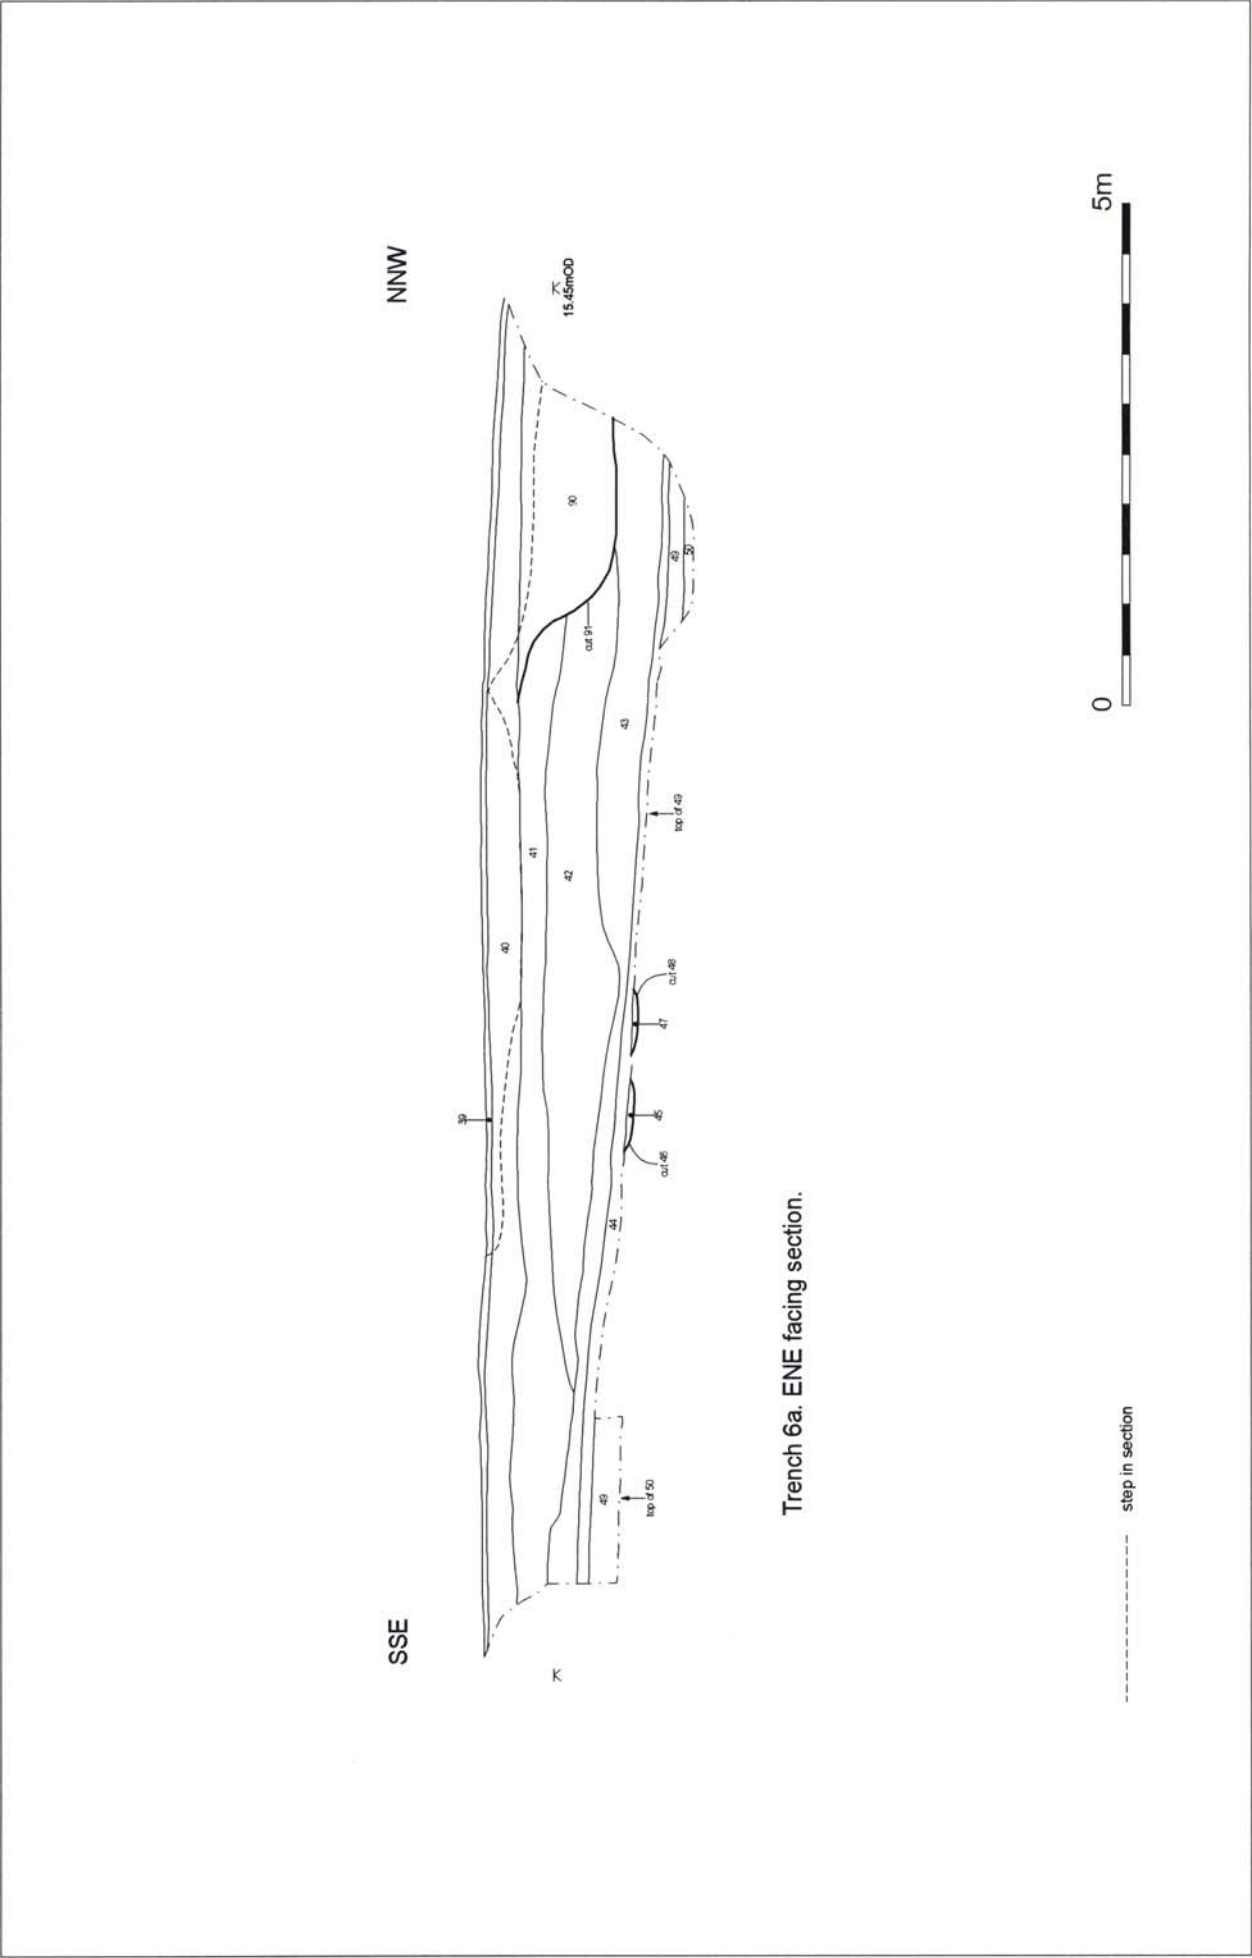 SSE
NNW
15.45mOD
39
40
41
42
43
44
90
cut 91
49
50
top of 49
cut 48
47
45
cut 46
49
top of 50
Trench 6a. ENE facing section.
step in section
0
5m